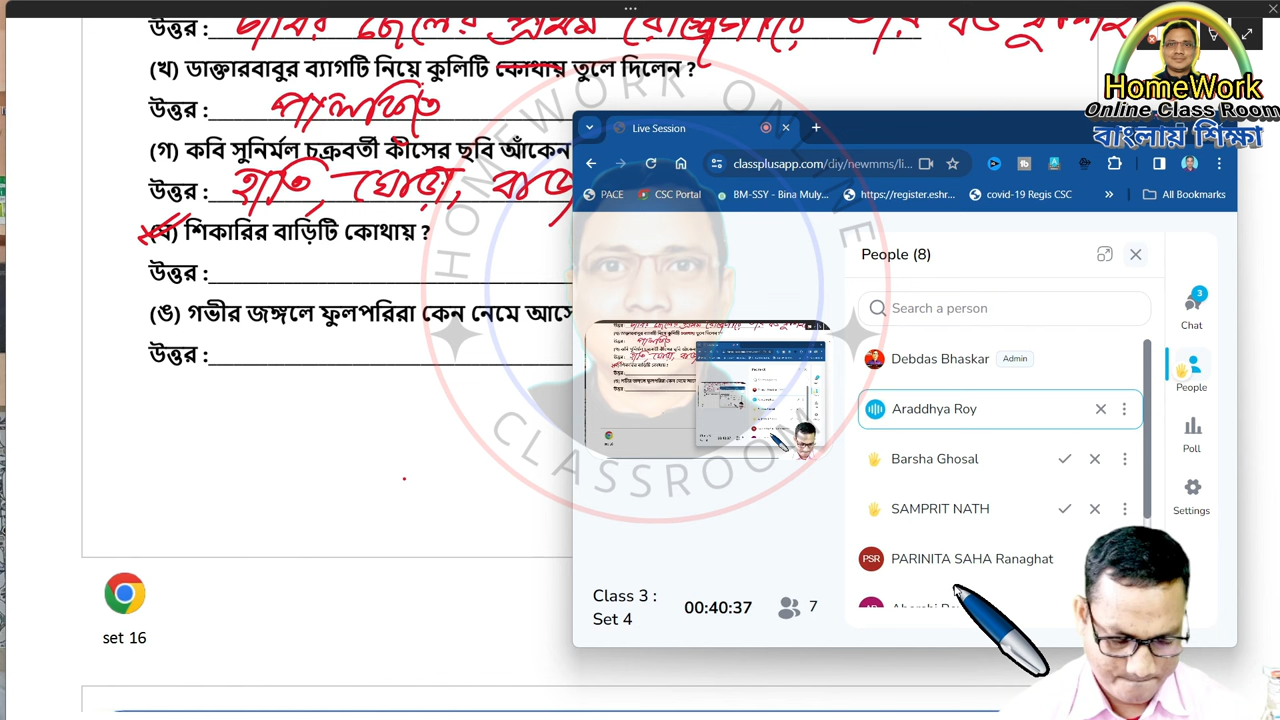 উত্তর :
(খ) ডাক্তারবাবুর ব্যাগটি নিয়ে কুলিটি কোথায় তুলে দিলেন ?
উত্তর : পালকিতে
(গ) কবি সুনির্মল চক্রবর্তী কীসের ছবি আঁকেন
উত্তর : হাতি, ঘোড়া,
(ঘ) শিকারির বাড়িটি কোথায় ?
উত্তর :
(ঙ) গভীর জঙ্গলে ফুলপরিরা কেন নেমে আসে
উত্তর :
set 16
HomeWork
Online Class Room
বাংলায় শিক্ষা
HOMEWORK ONLINE
CLASSROOM
Live Session
classplusapp.com/diy/newmms/li...
PACE
CSC Portal
BM-SSY - Bina Muly...
https://register.eshr...
covid-19 Regis CSC
»
All Bookmarks
People (8)
Search a person
Debdas Bhaskar Admin
Araddhya Roy
Barsha Ghosal
SAMPRIT NATH
PSR PARINITA SAHA Ranaghat
3
Chat
People
Poll
Settings
Class 3 :
Set 4
00:40:37
7